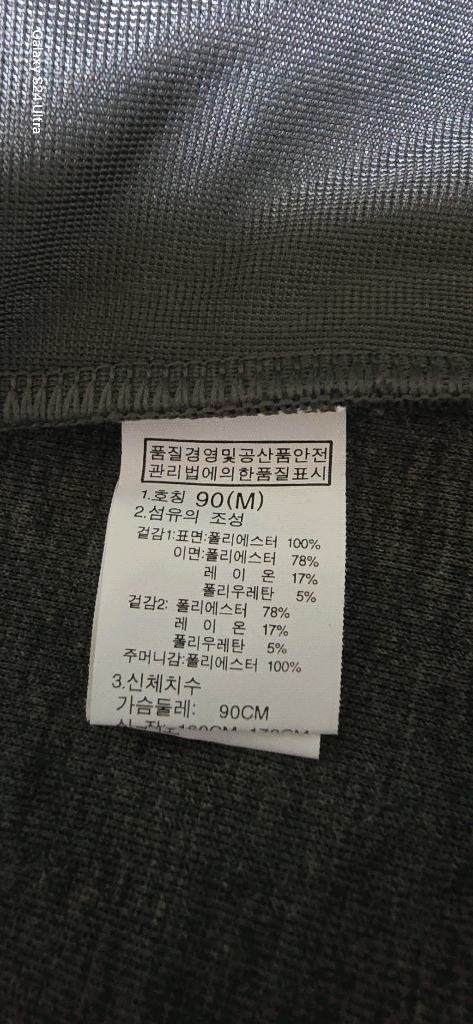 Galaxy S24 Ultra
품질경영및공산품안전
관리법에의한품질표시
1.호칭 90(M)
2.섬유의 조성
겉감1:표면:폴리에스터 100%
이면:폴리에스터 78%
레 이 온 17%
폴리우레탄 5%
겉감2: 폴리에스터 78%
레 이 온 17%
폴리우레탄 5%
주머니감:폴리에스터 100%
3.신체치수
가슴둘레: 90CM